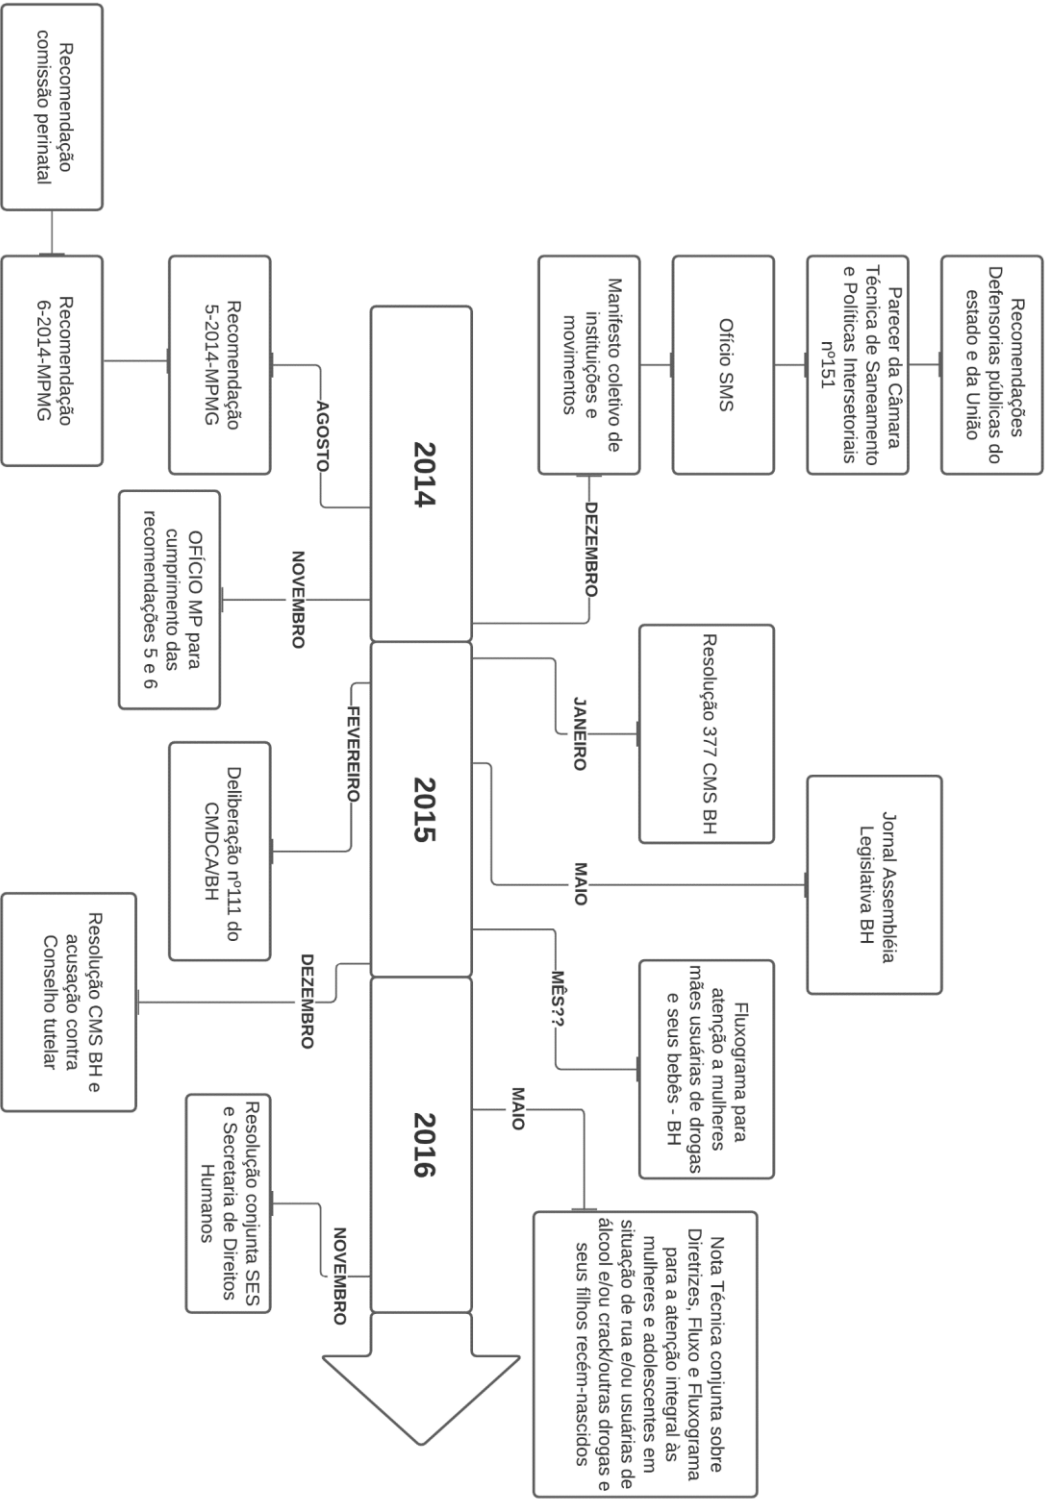 Recomendações
Defensorias públicas do
estado e da União
Parecer da Câmara
Técnica de Saneamento
e Políticas Intersetoriais
nº151
Ofício SMS
Manifesto coletivo de
instituições e
movimentos
DEZEMBRO
Resolução 377 CMS BH
JANEIRO
Jornal Assembléia
Legislativa BH
MAIO
Fluxograma para
atenção a mulheres
mães usuárias de drogas
e seus bebês - BH
MÊS??
Nota Técnica conjunta sobre
Diretrizes, Fluxo e Fluxograma
para a atenção integral às
mulheres e adolescentes em
situação de rua e/ou usuárias de
álcool e/ou crack/outras drogas e
seus filhos recém-nascidos
MAIO
2014
2015
2016
AGOSTO
Recomendação
5-2014-MPMG
Recomendação
6-2014-MPMG
Recomendação
comissão perinatal
NOVEMBRO
OFÍCIO MP para
cumprimento das
recomendações 5 e 6
FEVEREIRO
Deliberação nº111 do
CMDCA/BH
DEZEMBRO
Resolução CMS BH e
acusação contra
Conselho tutelar
NOVEMBRO
Resolução conjunta SES
e Secretaria de Direitos
Humanos